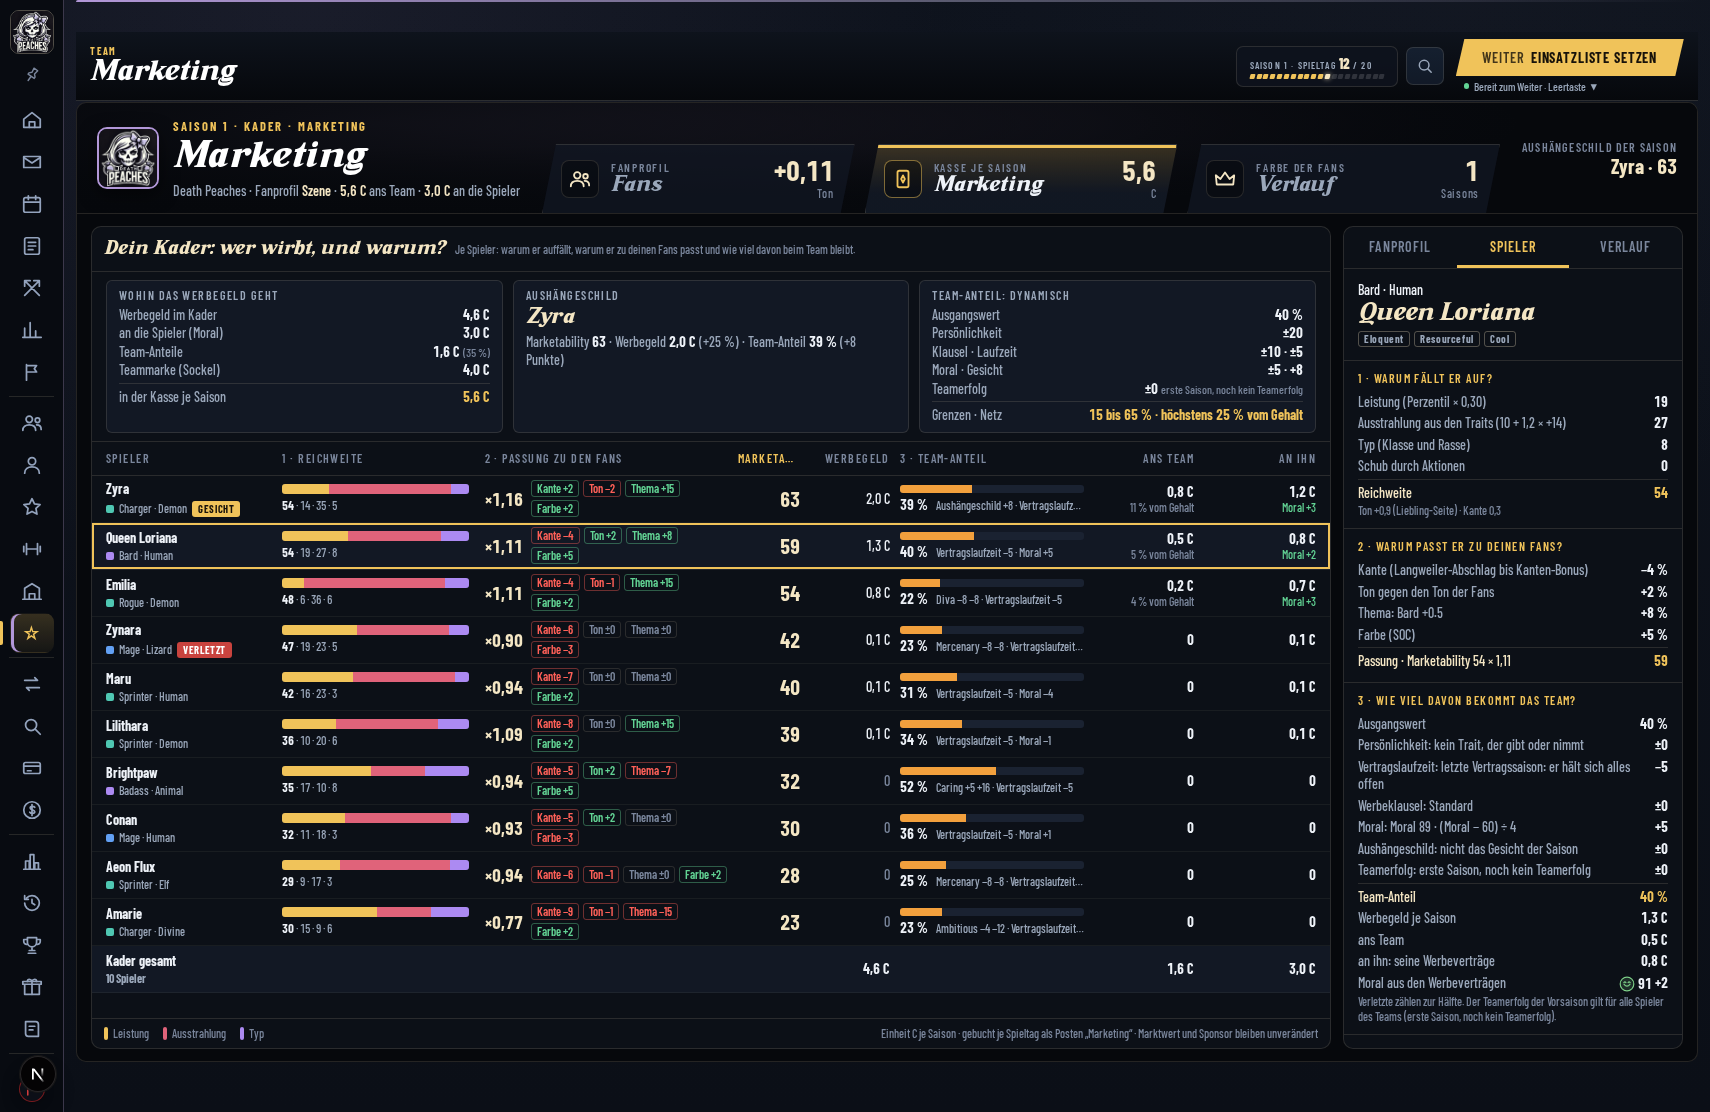 PEACHES
TEAM
Marketing
SAISON 1 · SPIELTAG 12 / 20
WEITER EINSATZLISTE SETZEN
Bereit zum Weiter · Leertaste ▼
SAISON 1 · KADER · MARKETING
Marketing
Death Peaches · Fanprofil Szene · 5,6 C ans Team · 3,0 C an die Spieler
FANPROFIL
Fans
+0,11
Ton
KASSE JE SAISON
Marketing
5,6
C
FARBE DER FANS
Verlauf
1
Saisons
AUSHÄNGESCHILD DER SAISON
Zyra · 63
Dein Kader: wer wirbt, und warum? Je Spieler: warum er auffällt, warum er zu deinen Fans passt und wie viel davon beim Team bleibt.
WOHIN DAS WERBEGELD GEHT
Werbegeld im Kader 4,6 C
an die Spieler (Moral) 3,0 C
Team-Anteile 1,6 C (35 %)
Teammarke (Sockel) 4,0 C
in der Kasse je Saison 5,6 C
AUSHÄNGESCHILD
Zyra
Marketability 63 · Werbegeld 2,0 C (+25 %) · Team-Anteil 39 % (+8
Punkte)
TEAM-ANTEIL: DYNAMISCH
Ausgangswert 40 %
Persönlichkeit ±20
Klausel · Laufzeit ±10 · ±5
Moral · Gesicht ±5 · +8
Teamerfolg ±0 erste Saison, noch kein Teamerfolg
Grenzen · Netz 15 bis 65 % · höchstens 25 % vom Gehalt
SPIELER 1 · REICHWEITE 2 · PASSUNG ZU DEN FANS MARKETA... WERBEGELD 3 · TEAM-ANTEIL ANS TEAM AN IHN
Zyra
Charger · Demon GESICHT
54 · 14 · 35 · 5
×1,16 Kante +2 Ton −2 Thema +15
Farbe +2
63 2,0 C
39 % Aushängeschild +8 · Vertragslaufz...
0,8 C
11 % vom Gehalt
1,2 C
Moral +3
Queen Loriana
Bard · Human
54 · 19 · 27 · 8
×1,11 Kante −4 Ton +2 Thema +8
Farbe +5
59 1,3 C
40 % Vertragslaufzeit −5 · Moral +5
0,5 C
5 % vom Gehalt
0,8 C
Moral +2
Emilia
Rogue · Demon
48 · 6 · 36 · 6
×1,11 Kante −4 Ton −1 Thema +15
Farbe +2
54 0,8 C
22 % Diva −8 −8 · Vertragslaufzeit −5
0,2 C
4 % vom Gehalt
0,7 C
Moral +3
Zynara
Mage · Lizard VERLETZT
47 · 19 · 23 · 5
×0,90 Kante −6 Ton ±0 Thema ±0
Farbe −3
42 0,1 C
23 % Mercenary −8 −8 · Vertragslaufzeit...
0 0,1 C
Maru
Sprinter · Human
42 · 16 · 23 · 3
×0,94 Kante −7 Ton ±0 Thema ±0
Farbe +2
40 0,1 C
31 % Vertragslaufzeit −5 · Moral −4
0 0,1 C
Lilithara
Sprinter · Demon
36 · 10 · 20 · 6
×1,09 Kante −8 Ton ±0 Thema +15
Farbe +2
39 0,1 C
34 % Vertragslaufzeit −5 · Moral −1
0 0,1 C
Brightpaw
Badass · Animal
35 · 17 · 10 · 8
×0,94 Kante −5 Ton +2 Thema −7
Farbe +5
32 0
52 % Caring +5 +16 · Vertragslaufzeit −5
0 0
Conan
Mage · Human
32 · 11 · 18 · 3
×0,93 Kante −5 Ton +2 Thema ±0
Farbe −3
30 0
36 % Vertragslaufzeit −5 · Moral +1
0 0
Aeon Flux
Sprinter · Elf
29 · 9 · 17 · 3
×0,94 Kante −6 Ton −1 Thema ±0 Farbe +2
28 0
25 % Mercenary −8 −8 · Vertragslaufzeit...
0 0
Amarie
Charger · Divine
30 · 15 · 9 · 6
×0,77 Kante −9 Ton −1 Thema −15
Farbe +2
23 0
23 % Ambitious −4 −12 · Vertragslaufzeit...
0 0
Kader gesamt
10 Spieler
4,6 C 1,6 C 3,0 C
Leistung Ausstrahlung Typ
Einheit C je Saison · gebucht je Spieltag als Posten „Marketing“ · Marktwert und Sponsor bleiben unverändert
FANPROFIL SPIELER VERLAUF
Bard · Human
Queen Loriana
Eloquent Resourceful Cool
1 · WARUM FÄLLT ER AUF?
Leistung (Perzentil × 0,30) 19
Ausstrahlung aus den Traits (10 + 1,2 × +14) 27
Typ (Klasse und Rasse) 8
Schub durch Aktionen 0
Reichweite 54
Ton +0,9 (Liebling-Seite) · Kante 0,3
2 · WARUM PASST ER ZU DEINEN FANS?
Kante (Langweiler-Abschlag bis Kanten-Bonus) −4 %
Ton gegen den Ton der Fans +2 %
Thema: Bard +0.5 +8 %
Farbe (SOC) +5 %
Passung · Marketability 54 × 1,11 59
3 · WIE VIEL DAVON BEKOMMT DAS TEAM?
Ausgangswert 40 %
Persönlichkeit: kein Trait, der gibt oder nimmt ±0
Vertragslaufzeit: letzte Vertragssaison: er hält sich alles −5
offen
Werbeklausel: Standard ±0
Moral: Moral 89 · (Moral − 60) ÷ 4 +5
Aushängeschild: nicht das Gesicht der Saison ±0
Teamerfolg: erste Saison, noch kein Teamerfolg ±0
Team-Anteil 40 %
Werbegeld je Saison 1,3 C
ans Team 0,5 C
an ihn: seine Werbeverträge 0,8 C
Moral aus den Werbeverträgen 91 +2
Verletzte zählen zur Hälfte. Der Teamerfolg der Vorsaison gilt für alle Spieler
des Teams (erste Saison, noch kein Teamerfolg).
N